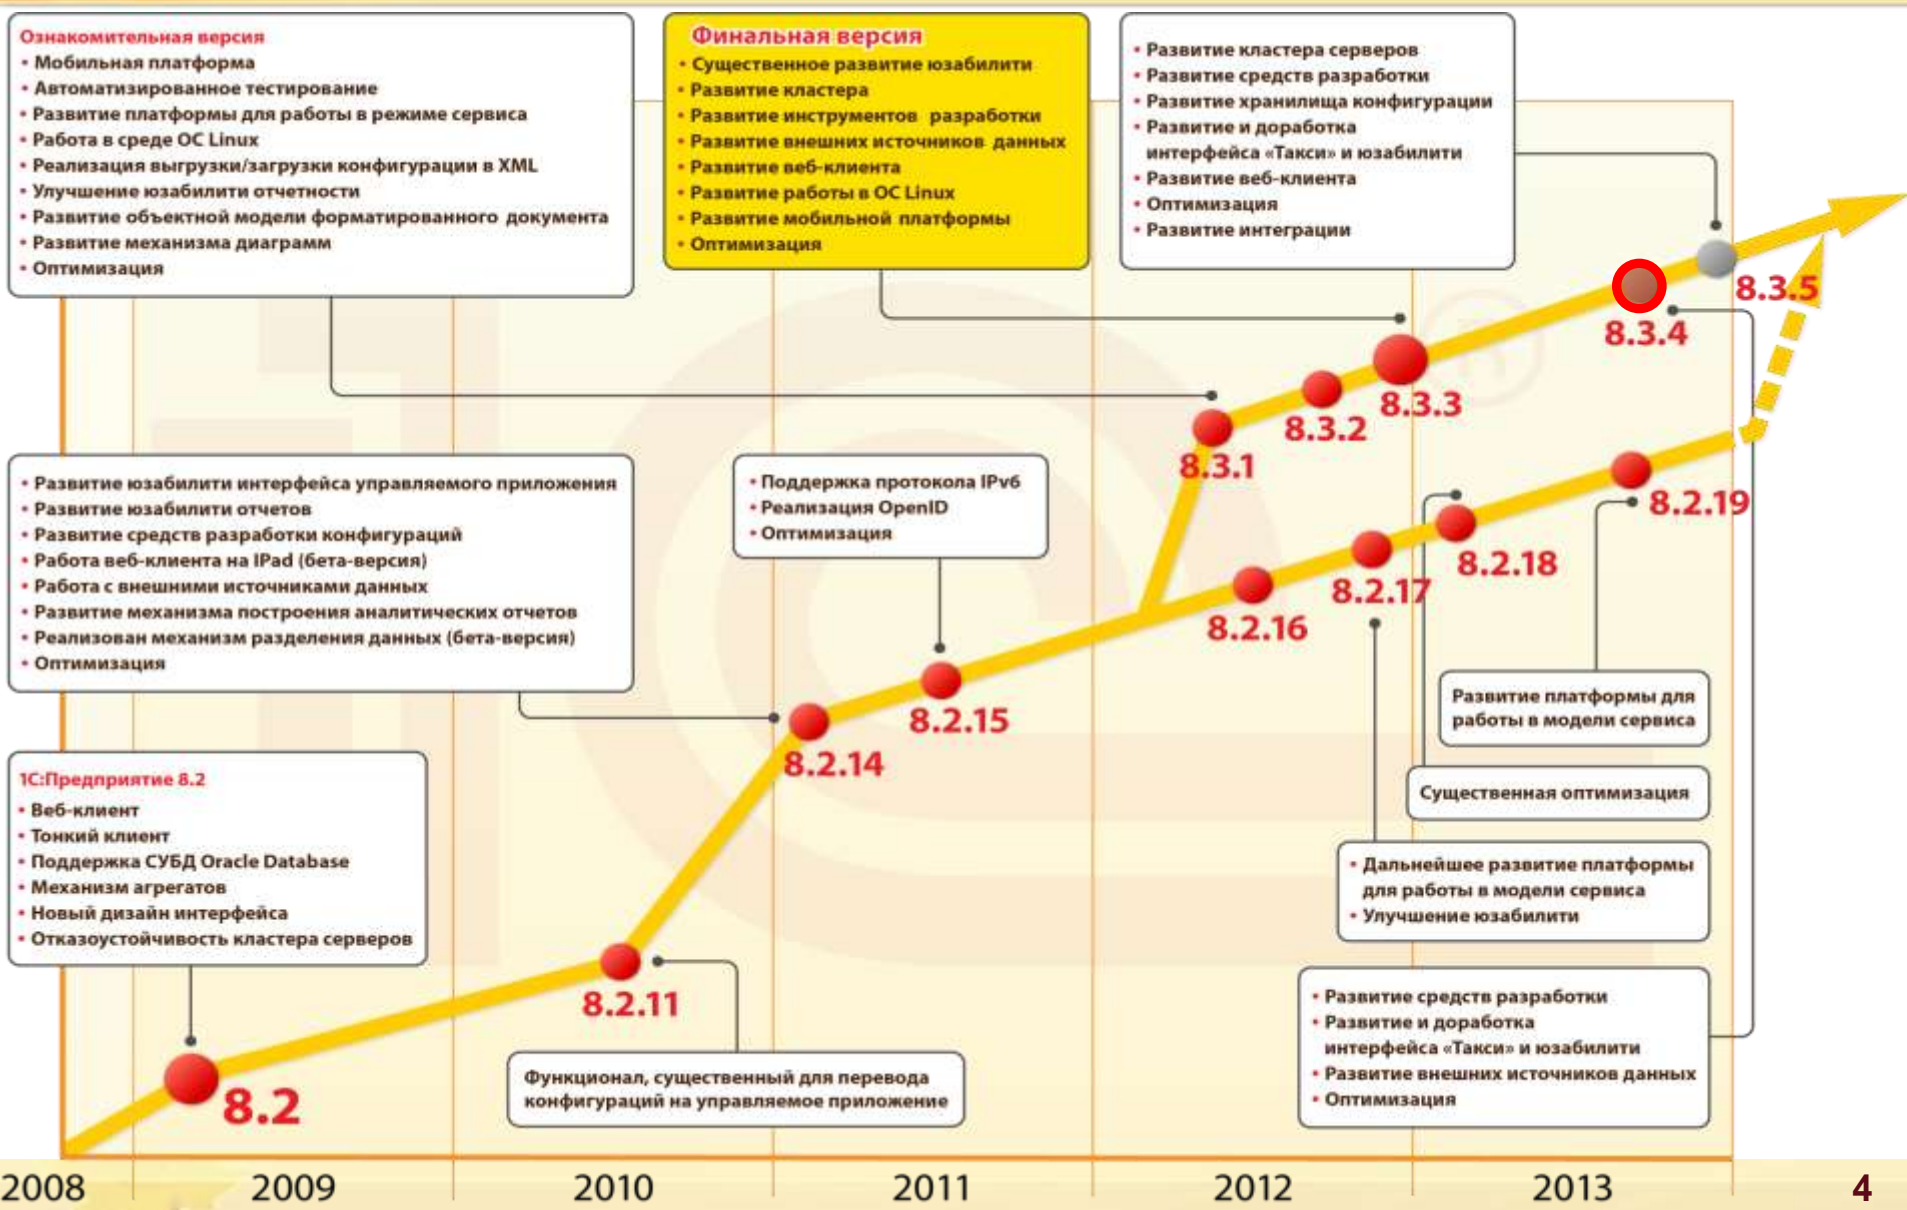 Ознакомительная версия
• Мобильная платформа
• Автоматизированное тестирование
• Развитие платформы для работы в режиме сервиса
• Работа в среде ОС Linux
• Реализация выгрузки/загрузки конфигурации в XML
• Улучшение юзабилити отчетности
• Развитие объектной модели форматированного документа
• Развитие механизма диаграмм
• Оптимизация
Финальная версия
• Существенное развитие юзабилити
• Развитие кластера
• Развитие инструментов разработки
• Развитие внешних источников данных
• Развитие веб-клиента
• Развитие работы в ОС Linux
• Развитие мобильной платформы
• Оптимизация
• Развитие кластера серверов
• Развитие средств разработки
• Развитие хранилища конфигурации
• Развитие и доработка
интерфейса «Такси» и юзабилити
• Развитие веб-клиента
• Оптимизация
• Развитие интеграции
8.3.5
8.3.4
8.3.3
8.3.2
8.3.1
• Развитие юзабилити интерфейса управляемого приложения
• Развитие юзабилити отчетов
• Развитие средств разработки конфигураций
• Работа веб-клиента на IPad (бета-версия)
• Работа с внешними источниками данных
• Развитие механизма построения аналитических отчетов
• Реализован механизм разделения данных (бета-версия)
• Оптимизация
• Поддержка протокола IPv6
• Реализация OpenID
• Оптимизация
8.2.19
8.2.18
8.2.17
8.2.16
8.2.15
8.2.14
Развитие платформы для
работы в модели сервиса
Существенная оптимизация
1С:Предприятие 8.2
• Веб-клиент
• Тонкий клиент
• Поддержка СУБД Oracle Database
• Механизм агрегатов
• Новый дизайн интерфейса
• Отказоустойчивость кластера серверов
• Дальнейшее развитие платформы
для работы в модели сервиса
• Улучшение юзабилити
8.2.11
8.2
Функционал, существенный для перевода
конфигураций на управляемое приложение
• Развитие средств разработки
• Развитие и доработка
интерфейса «Такси» и юзабилити
• Развитие внешних источников данных
• Оптимизация
2008 2009 2010 2011 2012 2013 4